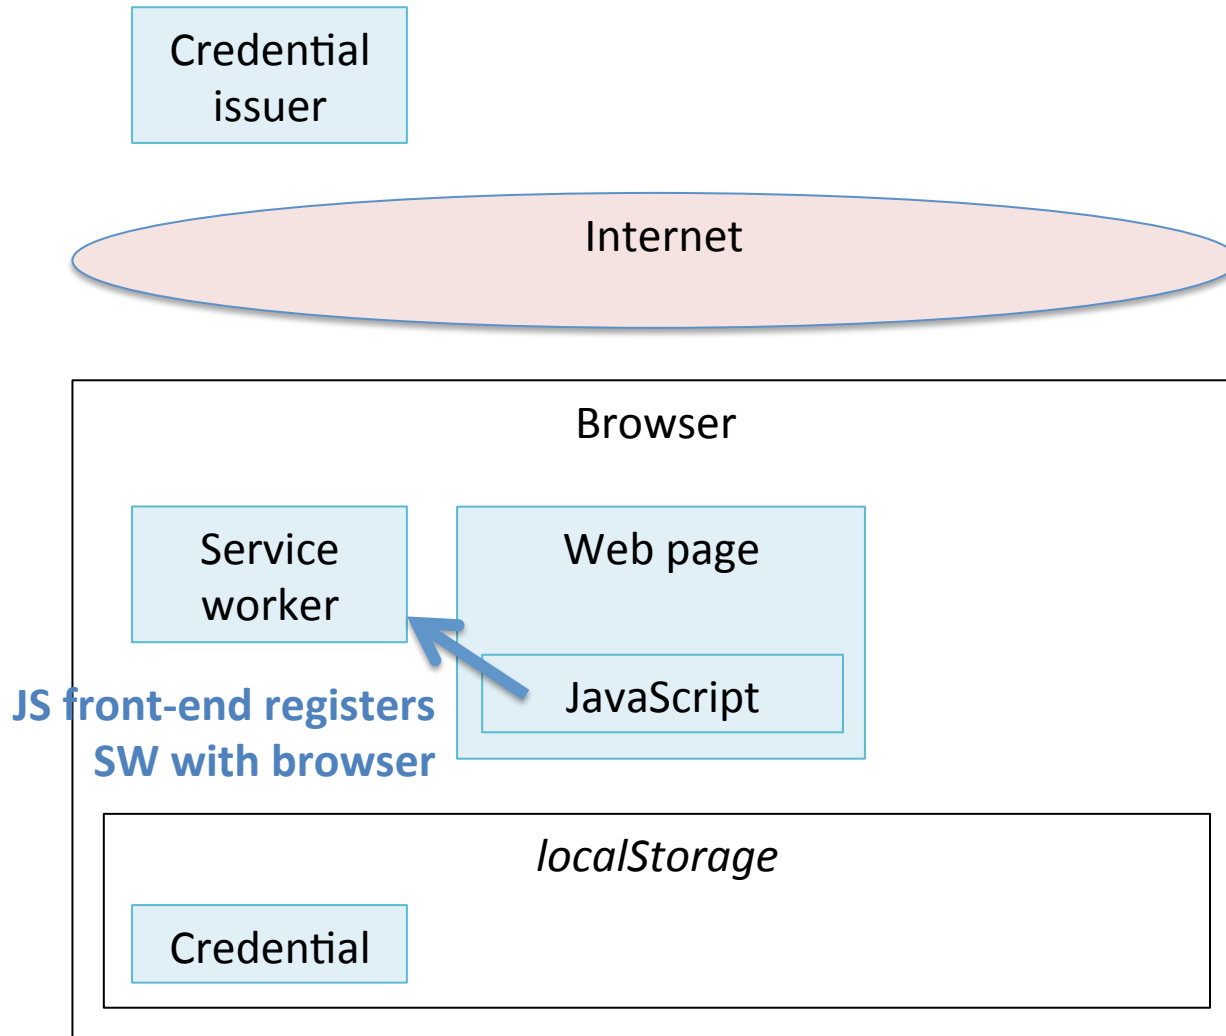 Credential
issuer
Internet
Browser
Service
worker
Web page
JavaScript
JS front-end registers
SW with browser
localStorage
Credential